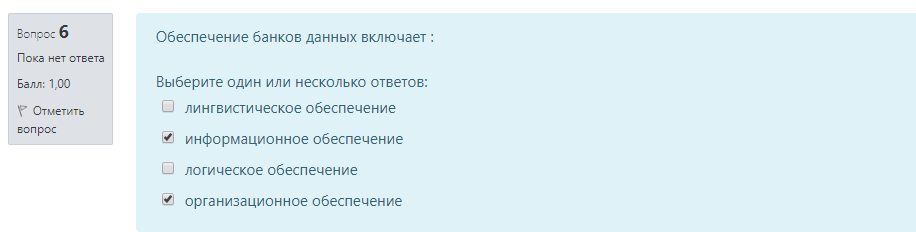 Вопрос 6
Пока нет ответа
Балл: 1,00
Отметить
вопрос
Обеспечение банков данных включает :
Выберите один или несколько ответов:
лингвистическое обеспечение
информационное обеспечение
логическое обеспечение
организационное обеспечение